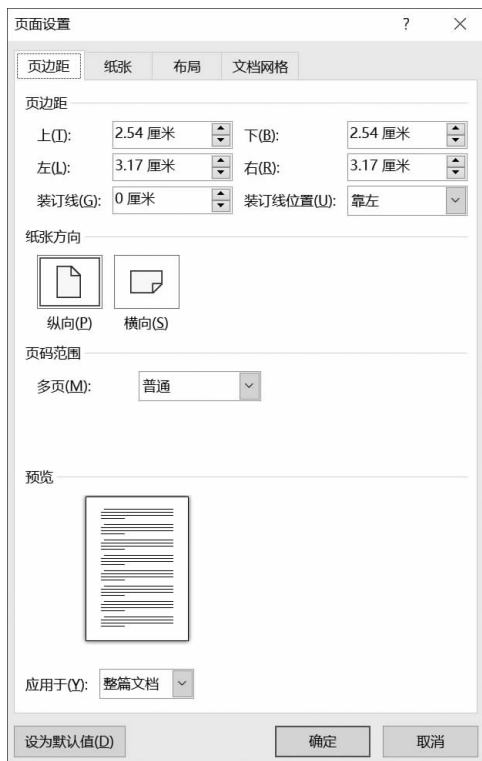 页面设置 ? ×
页边距 纸张 布局 文档网格
页边距
上(T): 2.54 厘米 下(B): 2.54 厘米
左(L): 3.17 厘米 右(R): 3.17 厘米
装订线(G): 0 厘米 装订线位置(U): 靠左
纸张方向
纵向(P) 横向(S)
页码范围
多页(M): 普通
预览
应用于(Y): 整篇文档
设为默认值(D) 确定 取消